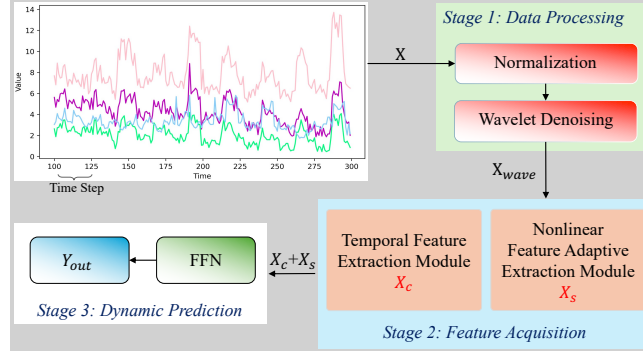 Stage 1: Data Processing
14
12
10
8
6
4
2
0
Value
100
125
150
175
200
225
250
275
300
Time
Time Step
X
Normalization
Wavelet Denoising
X_wave
Temporal Feature
Extraction Module
X_c
Nonlinear
Feature Adaptive
Extraction Module
X_s
Stage 2: Feature Acquisition
X_c+X_s
FFN
Y_out
Stage 3: Dynamic Prediction